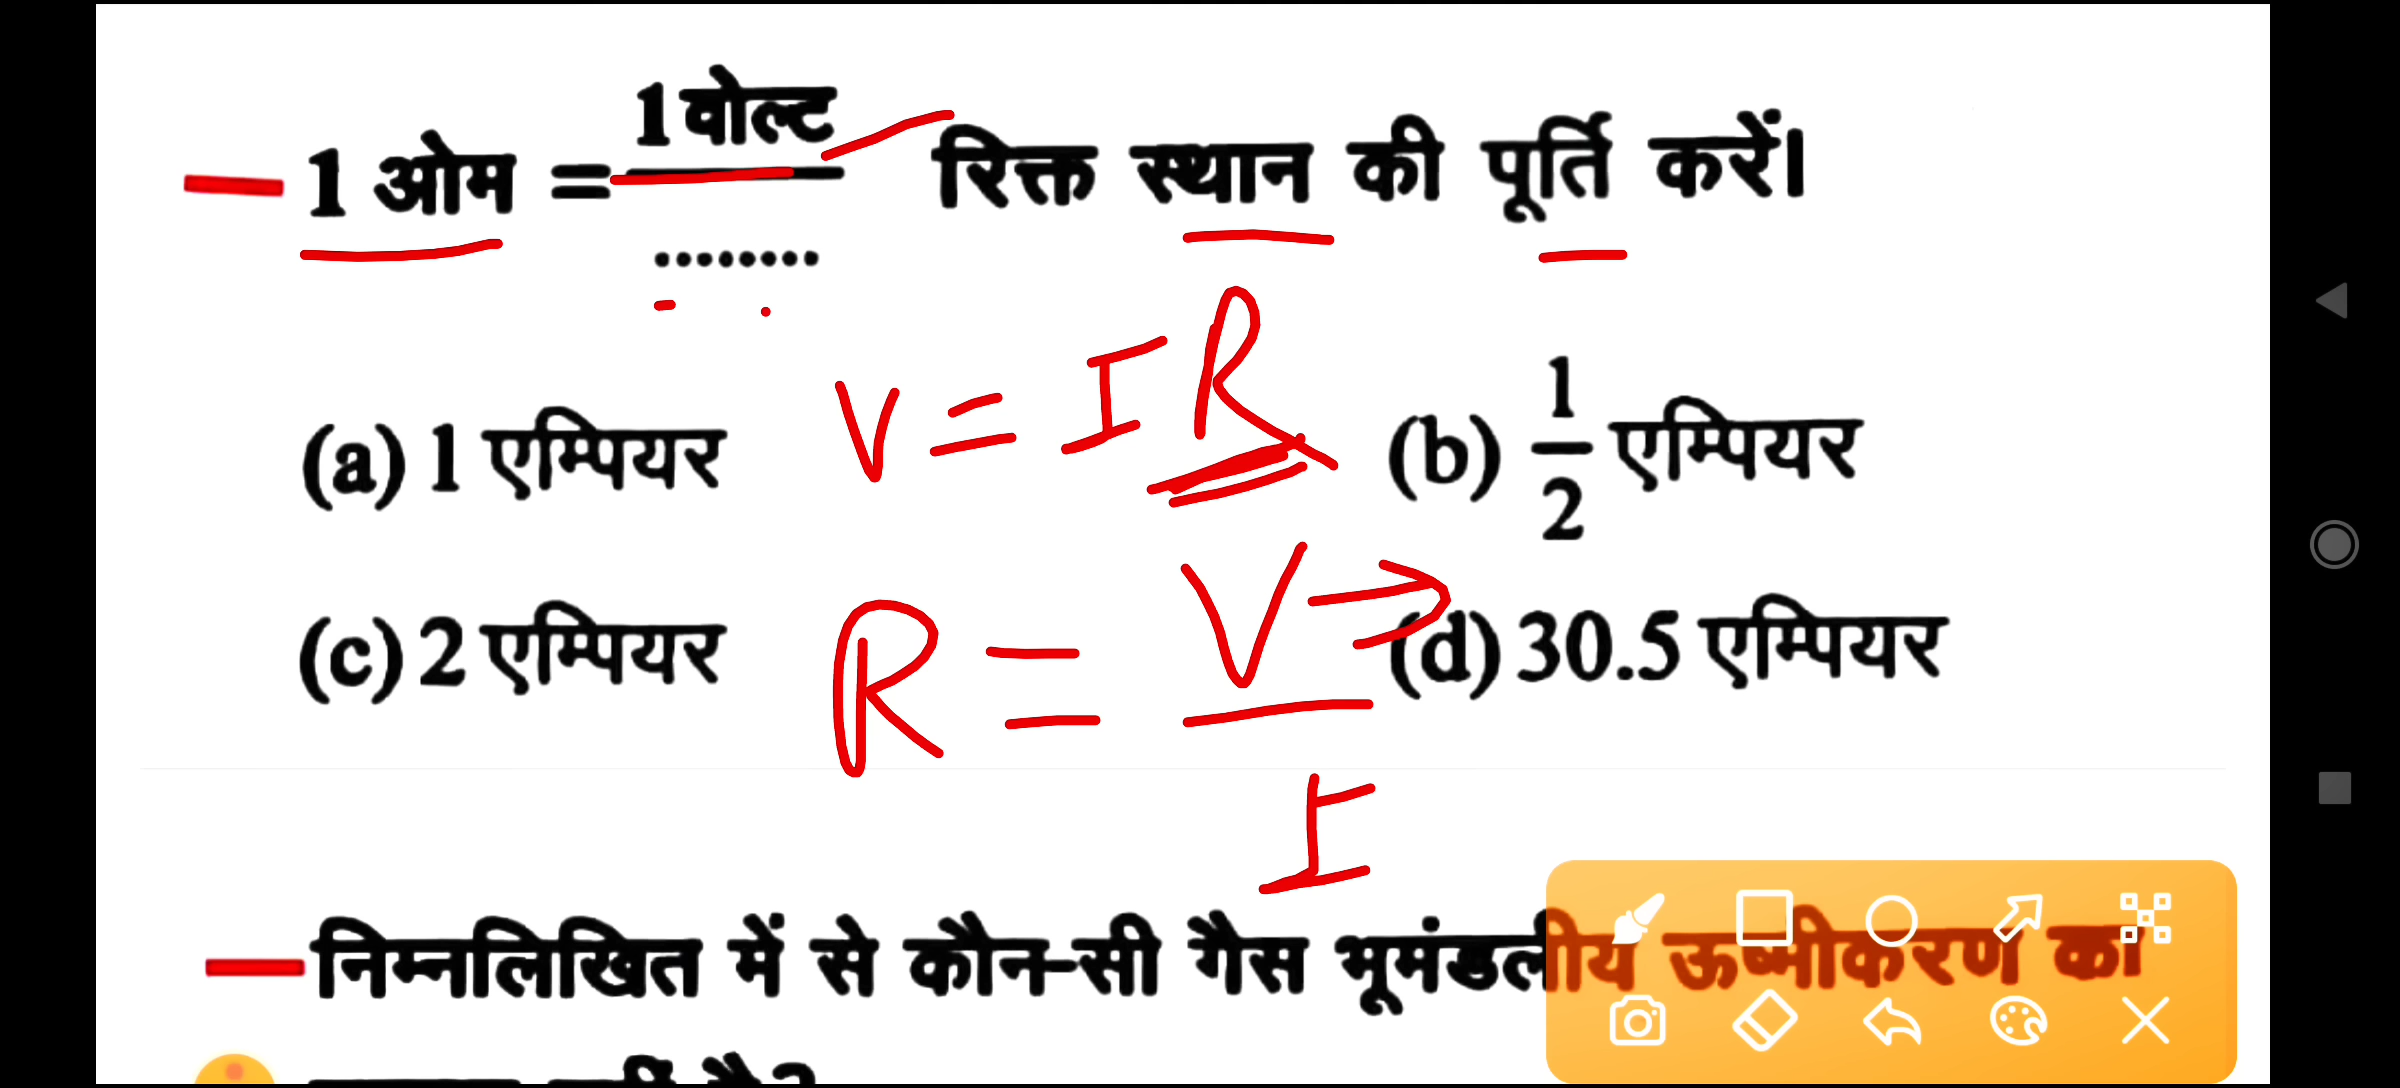 1 ओम = 1 वोल्ट / ........ रिक्त स्थान की पूर्ति करें।
V = IR
(a) 1 एम्पियर (b) 1/2 एम्पियर
R = V/I
(c) 2 एम्पियर (d) 30.5 एम्पियर
निम्नलिखित में से कौन-सी गैस भूमंडलीय ऊष्मीकरण का